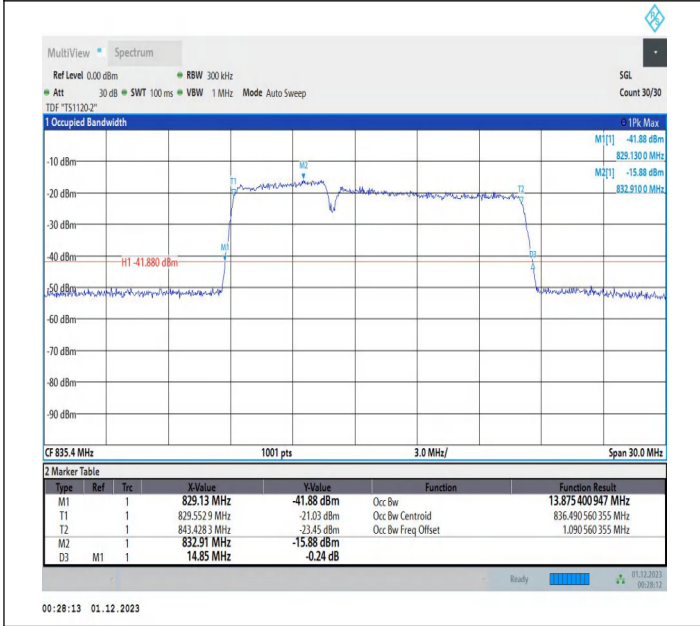 MultiView Spectrum
Ref Level 0.00 dBm RBW 300 kHz SGL
Att 30 dB SWT 100 ms VBW 1 MHz Mode Auto Sweep Count 30/30
TDF "TS1120-2"
1 Occupied Bandwidth 1Pk Max
M1[1] -41.88 dBm
829.130 0 MHz
M2[1] -15.88 dBm
832.910 0 MHz
-10 dBm
M2
T1
T2
-20 dBm
-30 dBm
M1
-40 dBm
D3
H1 -41.880 dBm
-50 dBm
-60 dBm
-70 dBm
-80 dBm
-90 dBm
CF 835.4 MHz 1001 pts 3.0 MHz/ Span 30.0 MHz
2 Marker Table
Type Ref Trc X-Value Y-Value Function Function Result
M1 1 829.13 MHz -41.88 dBm Occ Bw 13.875 400 947 MHz
T1 1 829.552 9 MHz -21.03 dBm Occ Bw Centroid 836.490 560 355 MHz
T2 1 843.428 3 MHz -23.45 dBm Occ Bw Freq Offset 1.090 560 355 MHz
M2 1 832.91 MHz -15.88 dBm
D3 M1 1 14.85 MHz -0.24 dB
Ready 01.12.2023
00:28:12
00:28:13 01.12.2023